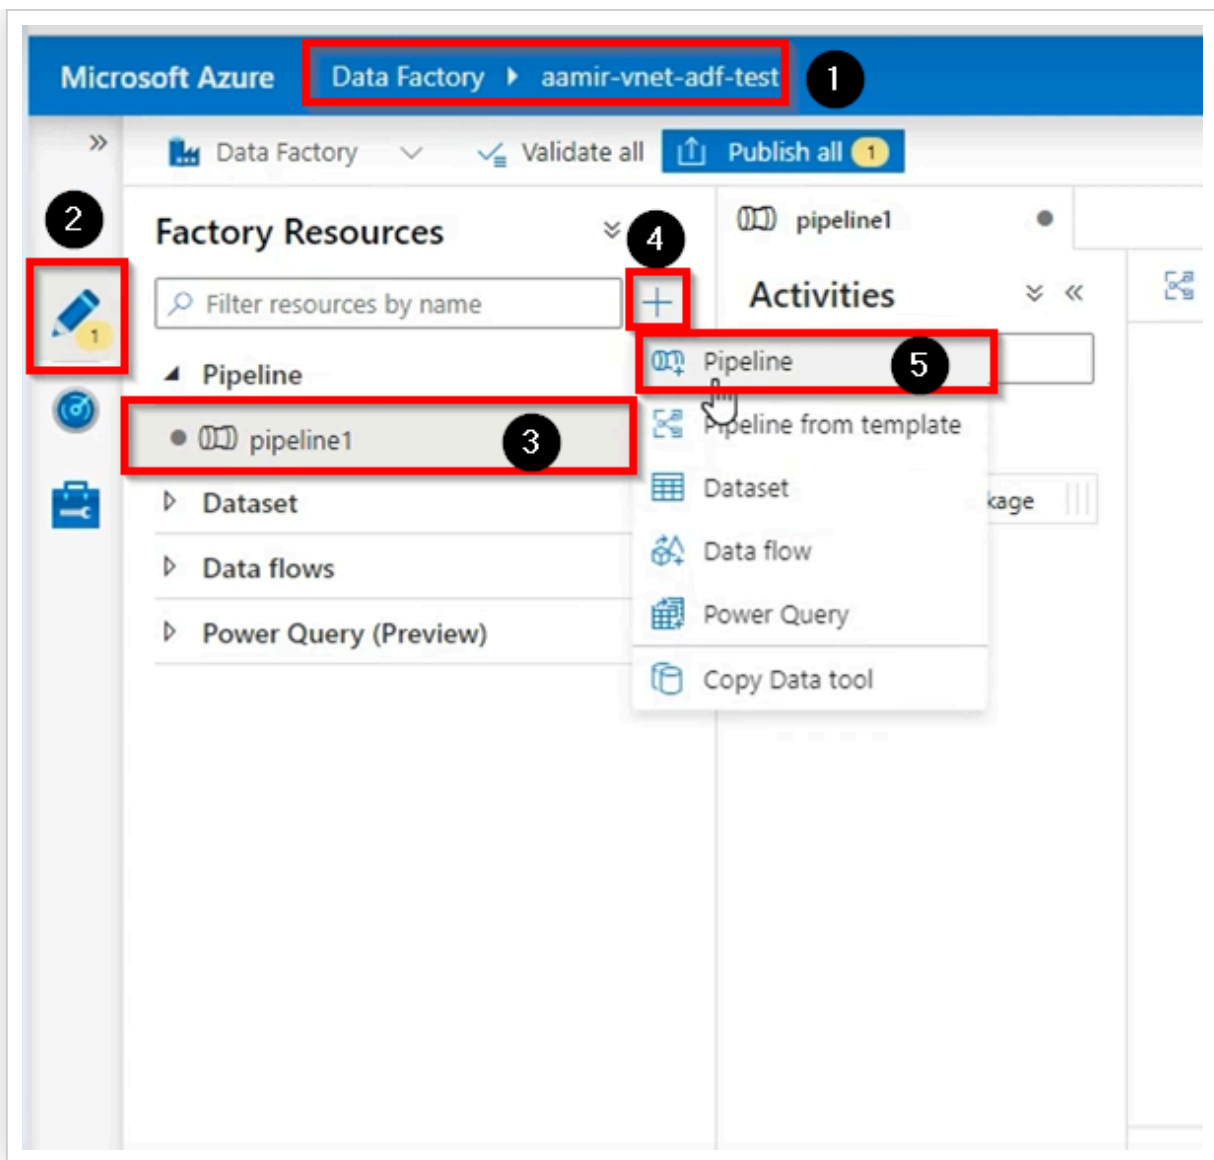 Microsoft Azure Data Factory aamir-vnet-adf-test 1
Data Factory Validate all Publish all 1
2
Factory Resources 4 pipeline1
1
Filter resources by name Activities
Pipeline Pipeline 5
pipeline1 3 Pipeline from template
Dataset Dataset
Data flows Data flow
Power Query (Preview) Power Query
Copy Data tool